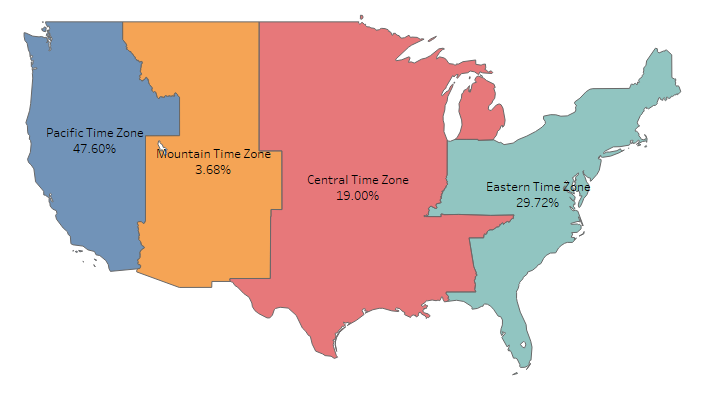 Pacific Time Zone
47.60%
Mountain Time Zone
3.68%
Central Time Zone
19.00%
Eastern Time Zone
29.72%